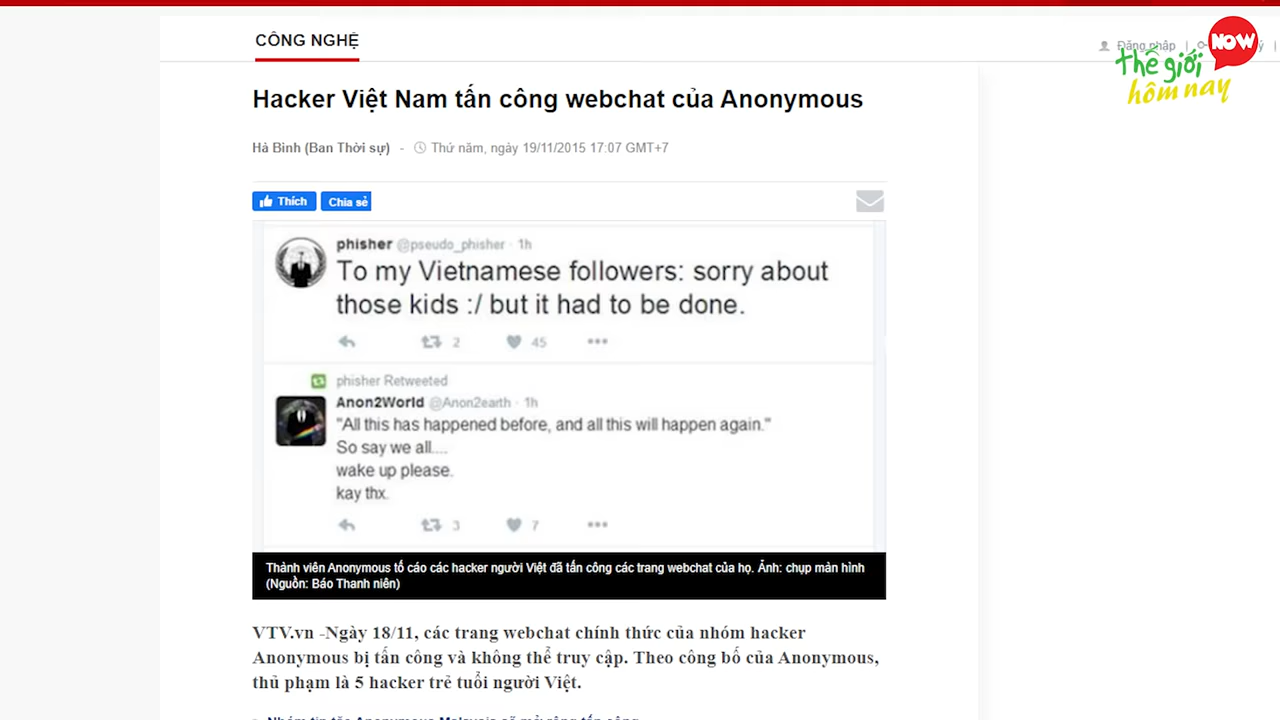 CÔNG NGHỆ
Đăng nhập
NOW
thế giới
hôm nay
Hacker Việt Nam tấn công webchat của Anonymous
Hà Bình (Ban Thời sự) - Thứ năm, ngày 19/11/2015 17:07 GMT+7
Thích Chia sẻ
phisher @pseudo_phisher · 1h
To my Vietnamese followers: sorry about
those kids :/ but it had to be done.
2 45
phisher Retweeted
Anon2World @Anon2earth · 1h
"All this has happened before, and all this will happen again."
So say we all....
wake up please.
kay thx.
3 7
Thành viên Anonymous tố cáo các hacker người Việt đã tấn công các trang webchat của họ. Ảnh: chụp màn hình
(Nguồn: Báo Thanh niên)
VTV.vn -Ngày 18/11, các trang webchat chính thức của nhóm hacker
Anonymous bị tấn công và không thể truy cập. Theo công bố của Anonymous,
thủ phạm là 5 hacker trẻ tuổi người Việt.